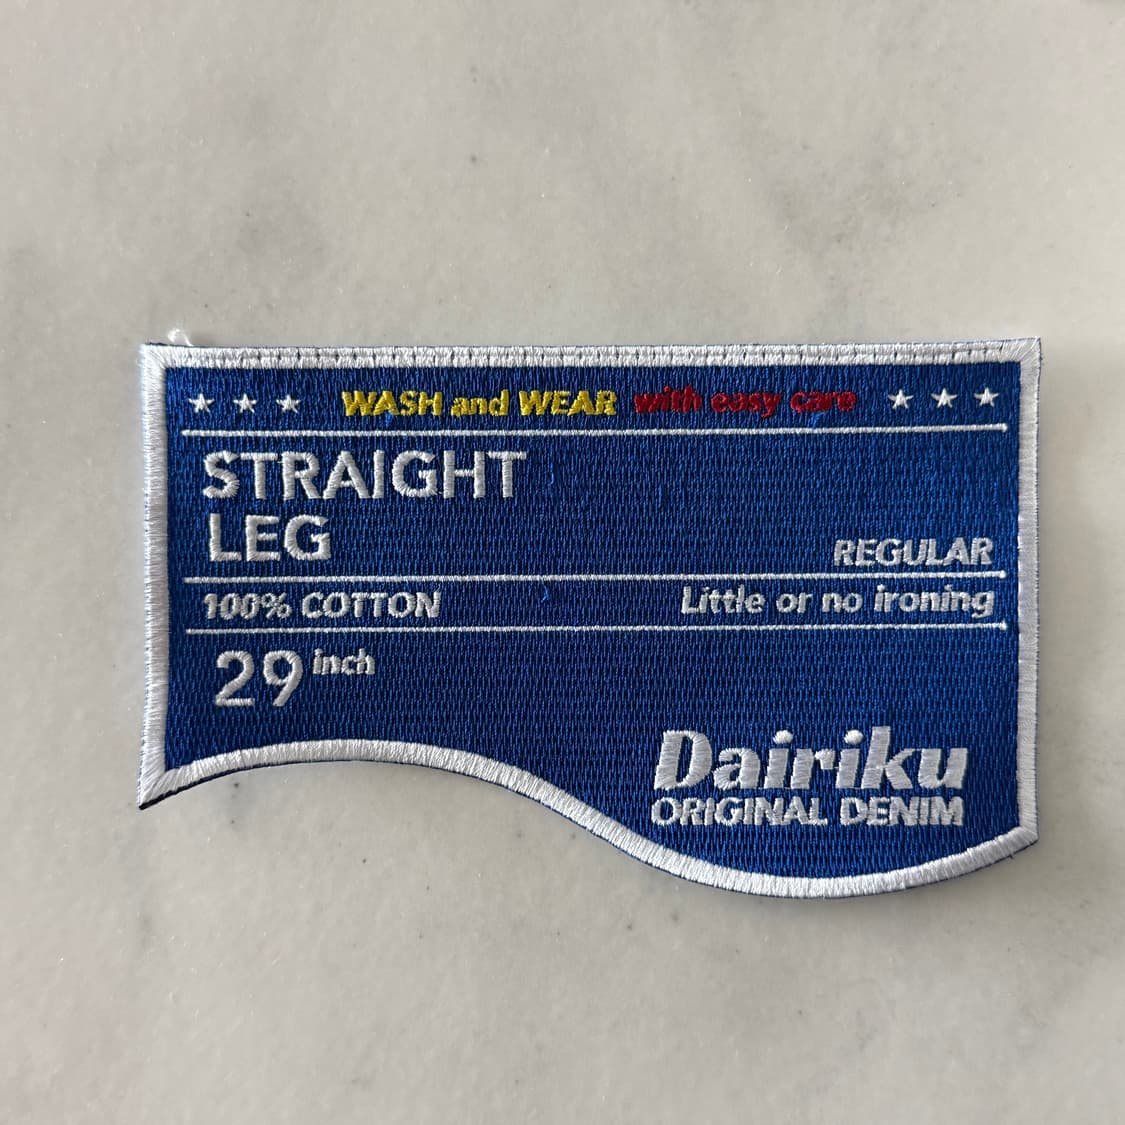 WASH and WEAR with easy care
STRAIGHT
LEG
REGULAR
100% COTTON Little or no ironing
29 inch
Dairiku
ORIGINAL DENIM